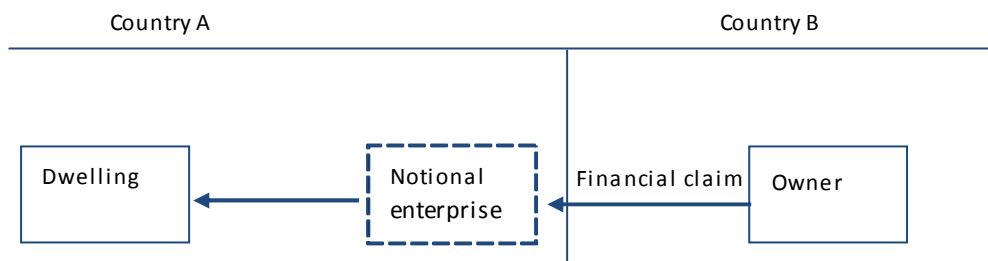 Country A
Country B
Dwelling
Notional
enterprise
Financial claim
Owner